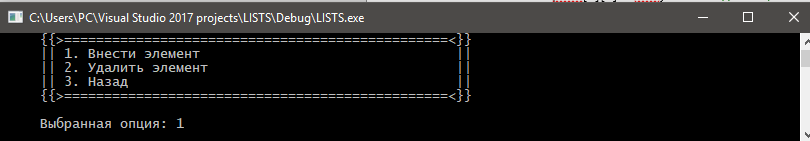 C:\Users\PC\Visual Studio 2017 projects\LISTS\Debug\LISTS.exe
{{>===============================================<}}
|| 1. Внести элемент ||
|| 2. Удалить элемент ||
|| 3. Назад ||
{{>===============================================<}}
Выбранная опция: 1